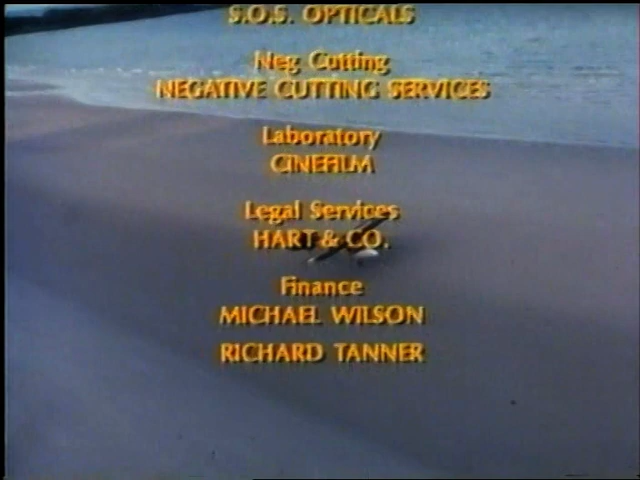 S.O.S. OPTICALS
Neg Cutting
NEGATIVE CUTTING SERVICES
Laboratory
CINEFILM
Legal Services
HART & CO.
Finance
MICHAEL WILSON
RICHARD TANNER